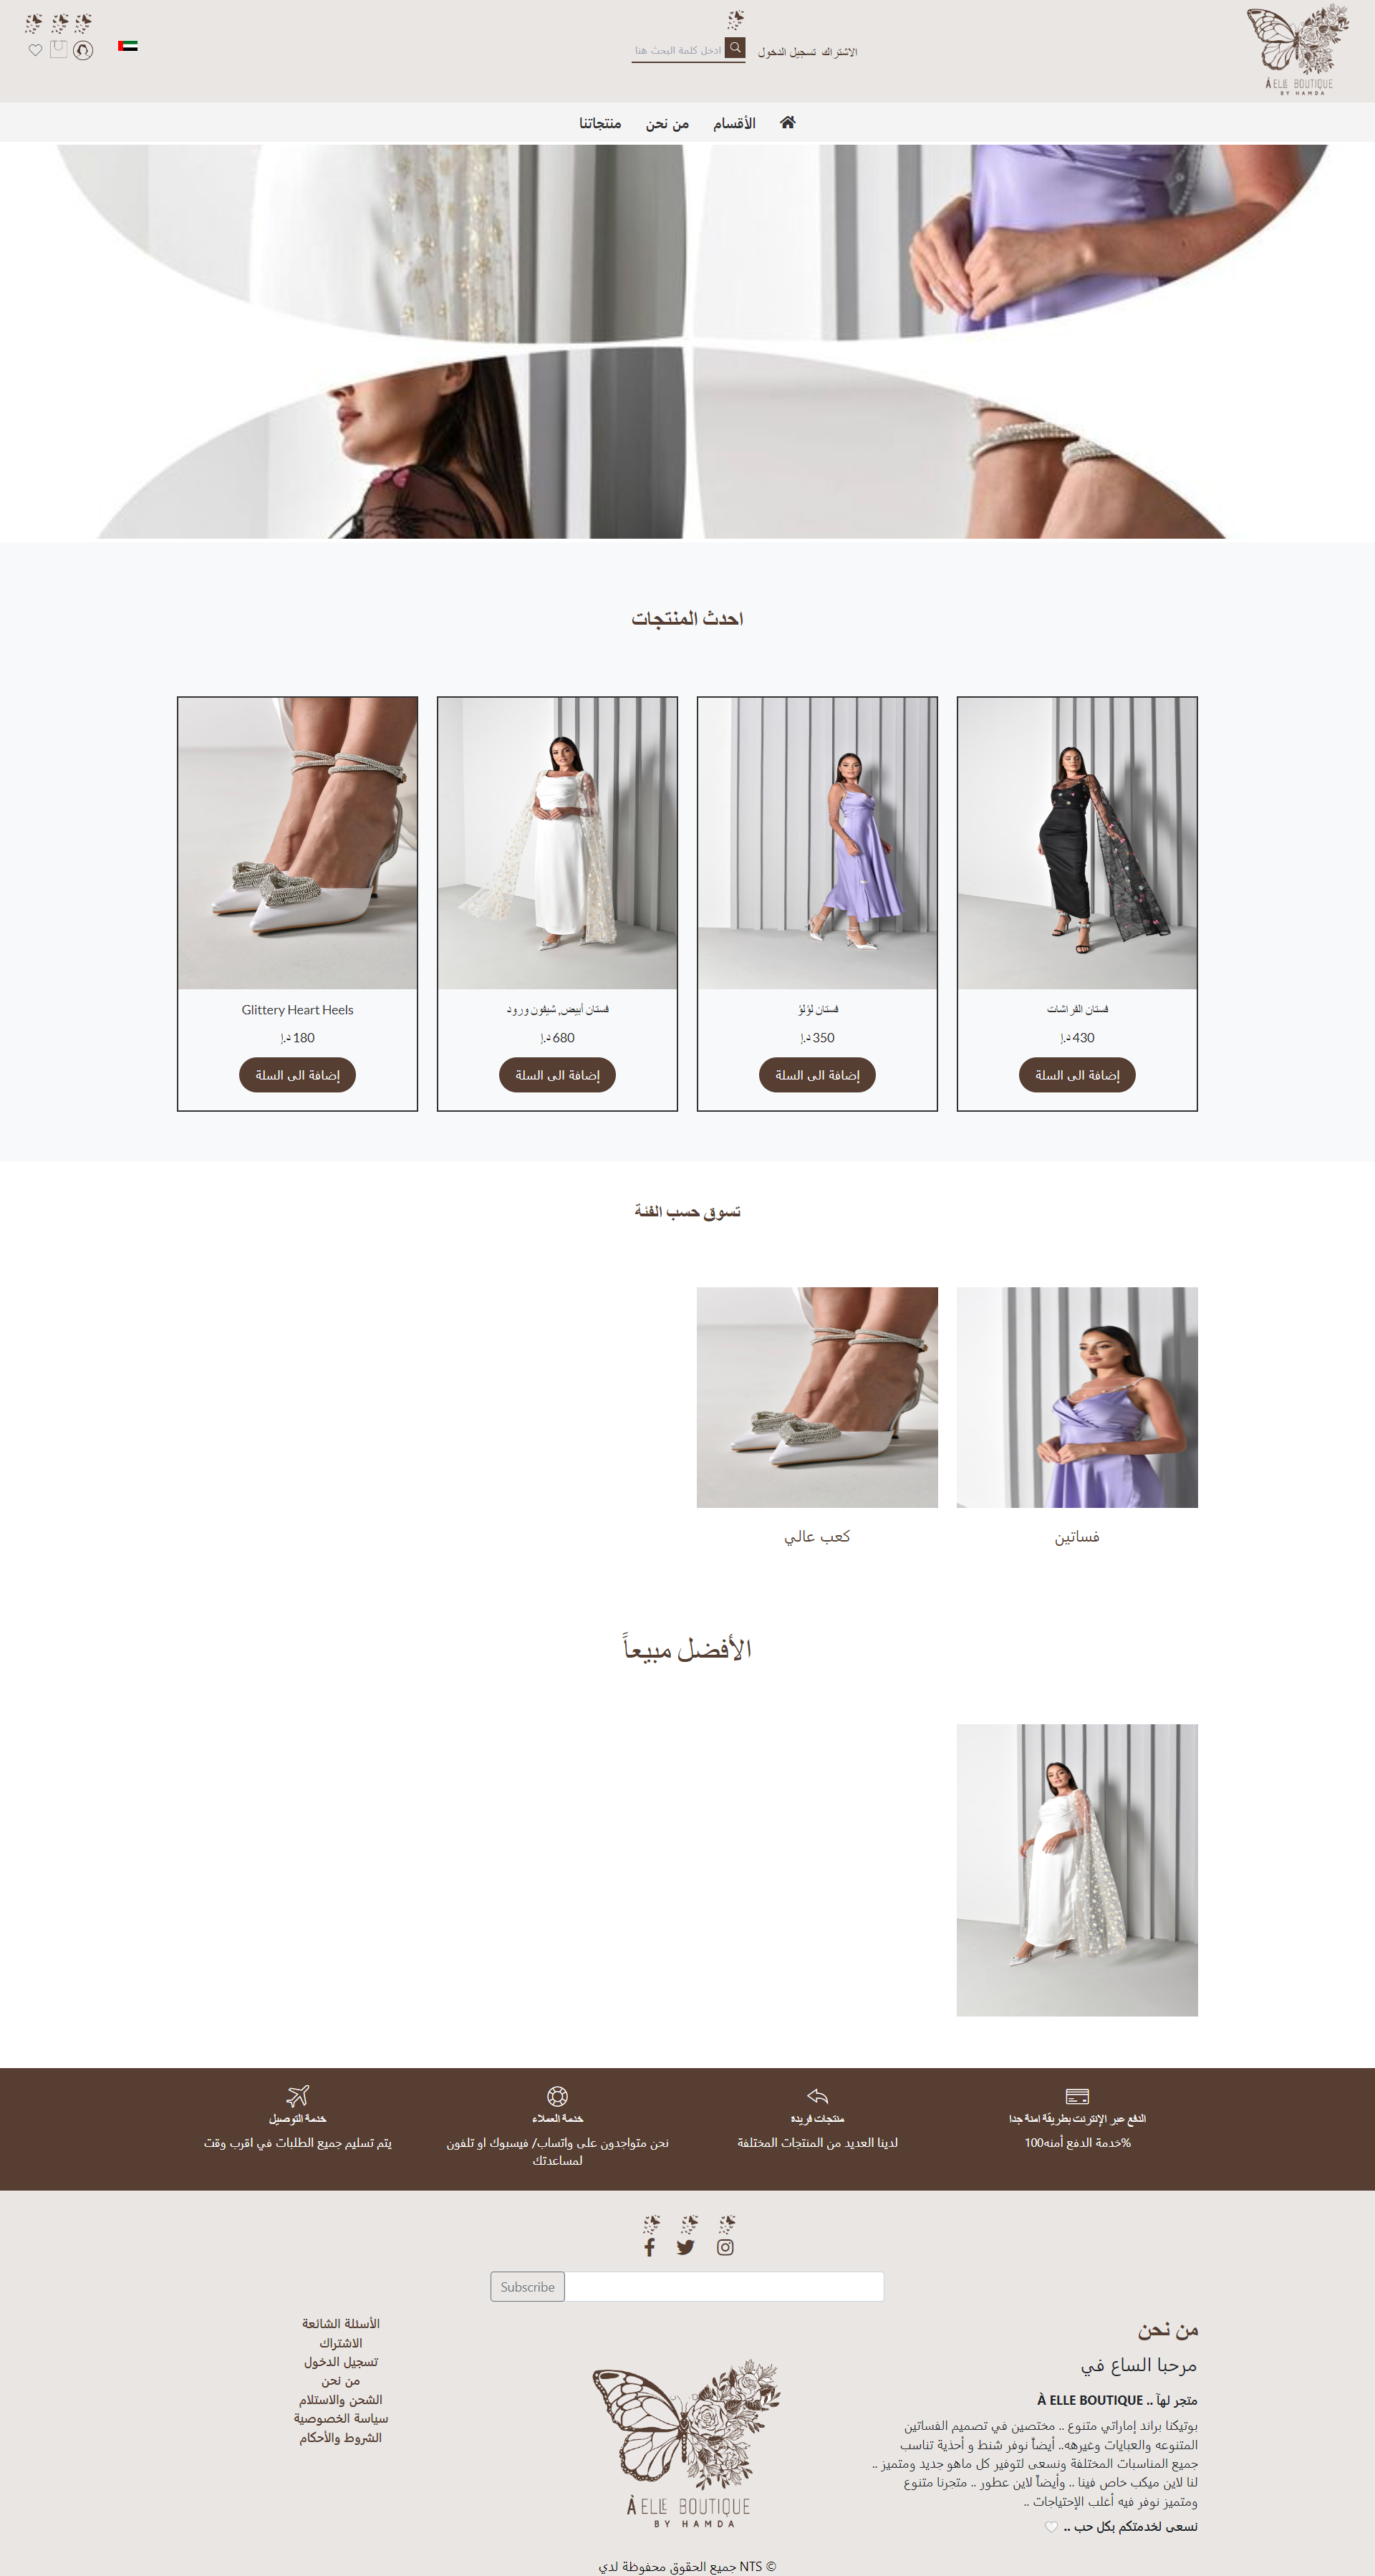 À ELLE BOUTIQUE
BY HAMDA
الاشتراك تسجيل الدخول
ادخل كلمة البحث هنا
الأقسام من نحن منتجاتنا
احدث المنتجات
فستان الفراشات
430 د.إ
إضافة الى السلة
فستان لؤلؤ
350 د.إ
إضافة الى السلة
فستان أبيض, شيفون ورود
680 د.إ
إضافة الى السلة
Glittery Heart Heels
180 د.إ
إضافة الى السلة
تسوق حسب الفئة
فساتين
كعب عالي
الأفضل مبيعاً
الدفع عبر الإنترنت بطريقة امنة جدا
خدمة الدفع أمنه100%
منتجات فريدة
لدينا العديد من المنتجات المختلفة
خدمة العملاء
نحن متواجدون على واتساب/ فيسبوك او تلفون
لمساعدتك
خدمة التوصيل
يتم تسليم جميع الطلبات في اقرب وقت
Subscribe
من نحن
مرحبا الساع في
متجر لهآ .. À ELLE BOUTIQUE
بوتيكنا براند إماراتي متنوع .. مختصين في تصميم الفساتين
المتنوعه والعبايات وغيرهه.. أيضاً نوفر شنط و أحذية تناسب
جميع المناسبات المختلفة ونسعى لتوفير كل ماهو جديد ومتميز ..
لنا لاين ميكب خاص فينا .. وأيضاً لاين عطور .. متجرنا متنوع
ومتميز نوفر فيه أغلب الإحتياجات ..
نسعى لخدمتكم بكل حب .. 🤍
À ELLE BOUTIQUE
BY HAMDA
الأسئلة الشائعة
الاشتراك
تسجيل الدخول
من نحن
الشحن والاستلام
سياسة الخصوصية
الشروط والأحكام
© NTS جميع الحقوق محفوظة لدي